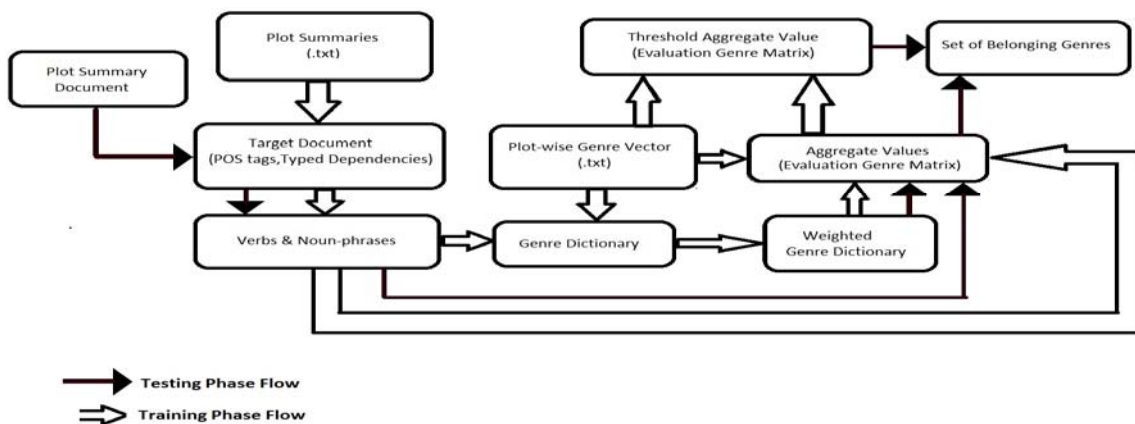 Plot Summary
Document
Plot Summaries
(.txt)
Threshold Aggregate Value
(Evaluation Genre Matrix)
Set of Belonging Genres
Target Document
(POS tags,Typed Dependencies)
Plot-wise Genre Vector
(.txt)
Aggregate Values
(Evaluation Genre Matrix)
Verbs & Noun-phrases
Genre Dictionary
Weighted
Genre Dictionary
Testing Phase Flow
Training Phase Flow